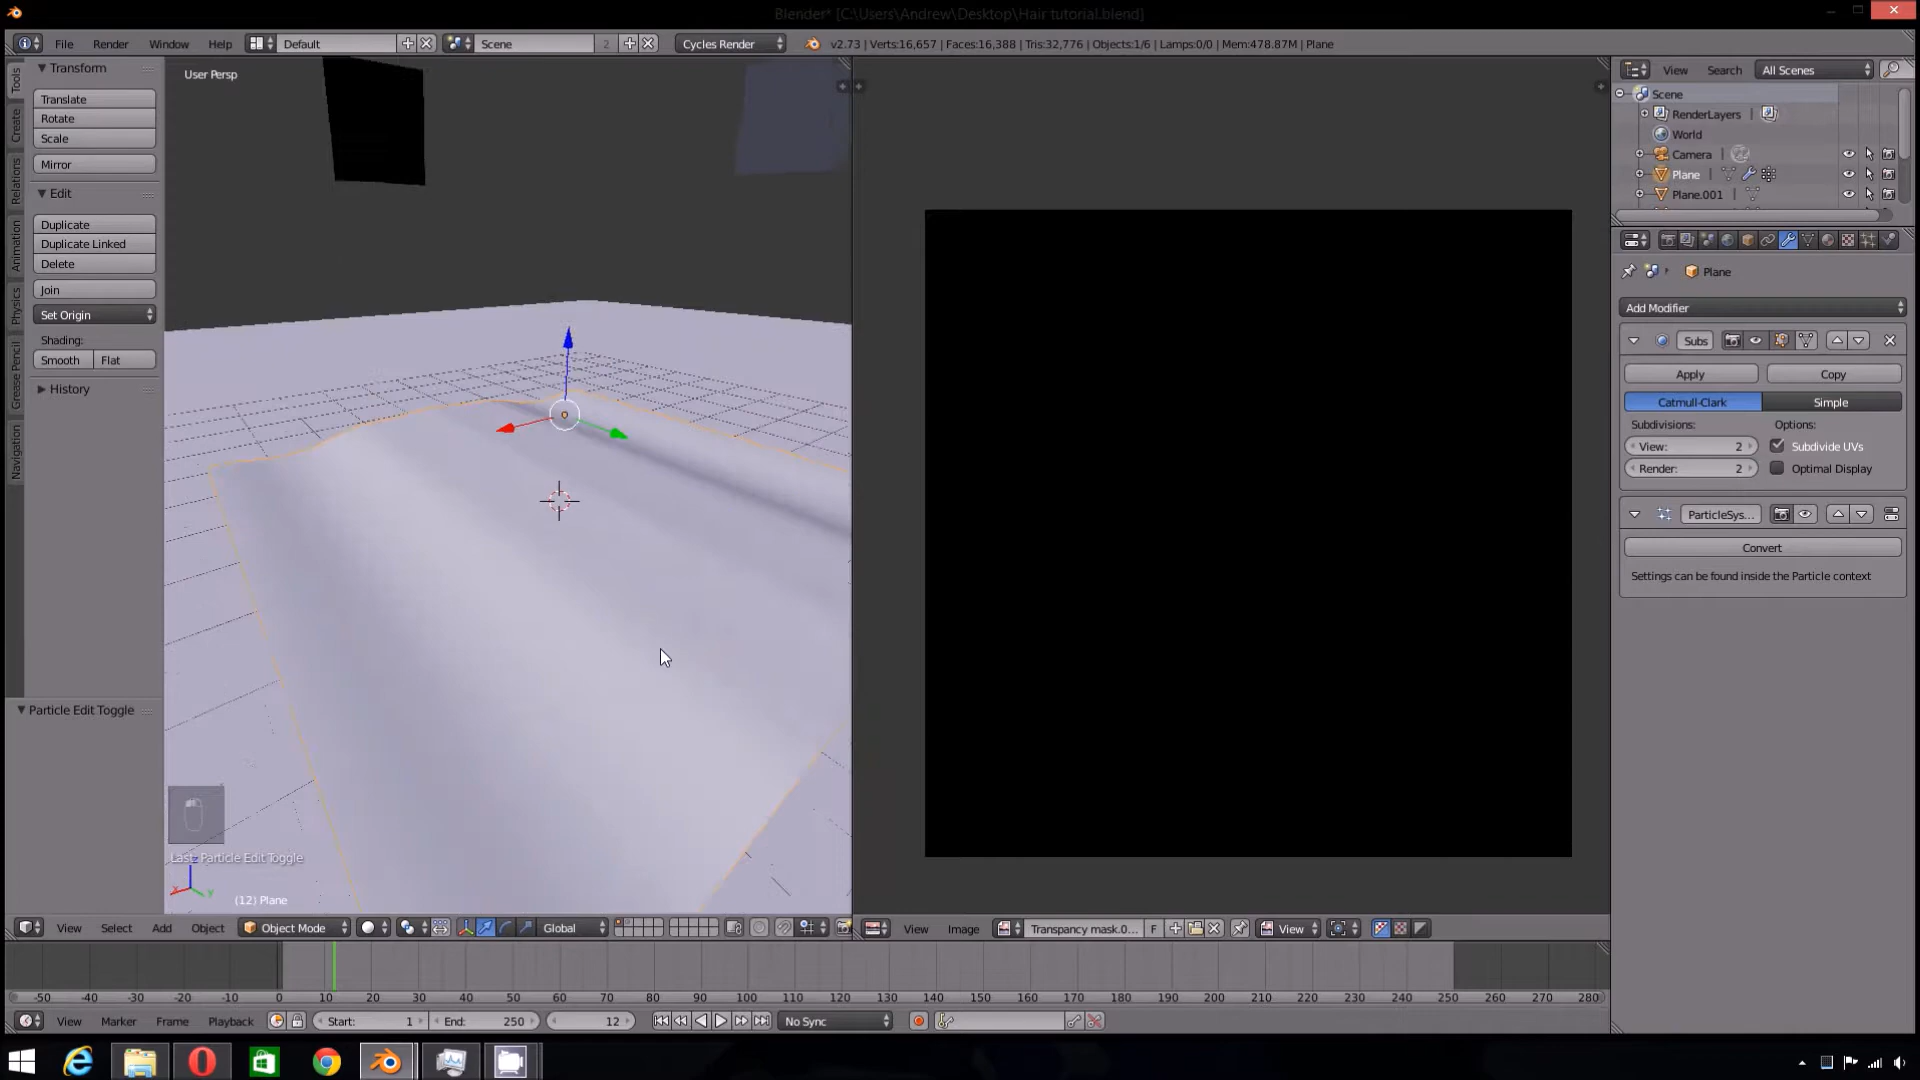 Blender* [C:\Users\Andrew\Desktop\Hair tutorial.blend]
File Render Window Help Default Scene 2 Cycles Render v2.73 | Verts:16,657 | Faces:16,388 | Tris:32,776 | Objects:1/6 | Lamps:0/0 | Mem:478.87M | Plane
Tools
Create
Relations
Animation
Physics
Grease Pencil
Navigation
Transform
Translate
Rotate
Scale
Mirror
Edit
Duplicate
Duplicate Linked
Delete
Join
Set Origin
Shading:
Smooth Flat
History
Particle Edit Toggle
User Persp
Last: Particle Edit Toggle
(12) Plane
View Select Add Object Object Mode Global
View Image Transpancy mask.0... F View
View Search All Scenes
Scene
RenderLayers
World
Camera
Plane
Plane.001
Plane
Add Modifier
Subs
Apply Copy
Catmull-Clark Simple
Subdivisions: Options:
View: 2 Subdivide UVs
Render: 2 Optimal Display
ParticleSys...
Convert
Settings can be found inside the Particle context
-50 -40 -30 -20 -10 0 10 20 30 40 50 60 70 80 90 100 110 120 130 140 150 160 170 180 190 200 210 220 230 240 250 260 270 280
View Marker Frame Playback Start: 1 End: 250 12 No Sync